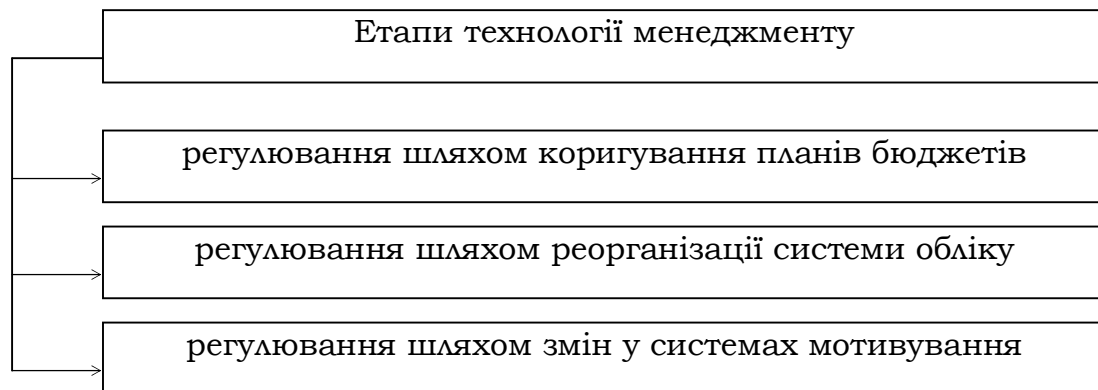 Етапи технології менеджменту
регулювання шляхом коригування планів бюджетів
регулювання шляхом реорганізації системи обліку
регулювання шляхом змін у системах мотивування